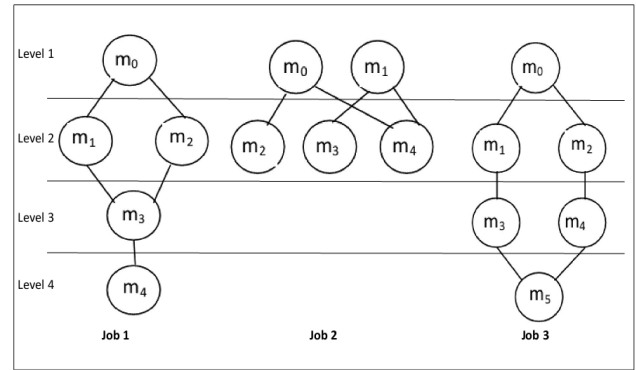 Level 1
m₀
m₀
m₁
m₀
Level 2
m₁
m₂
m₂
m₃
m₄
m₁
m₂
Level 3
m₃
m₃
m₄
Level 4
m₄
m₅
Job 1
Job 2
Job 3